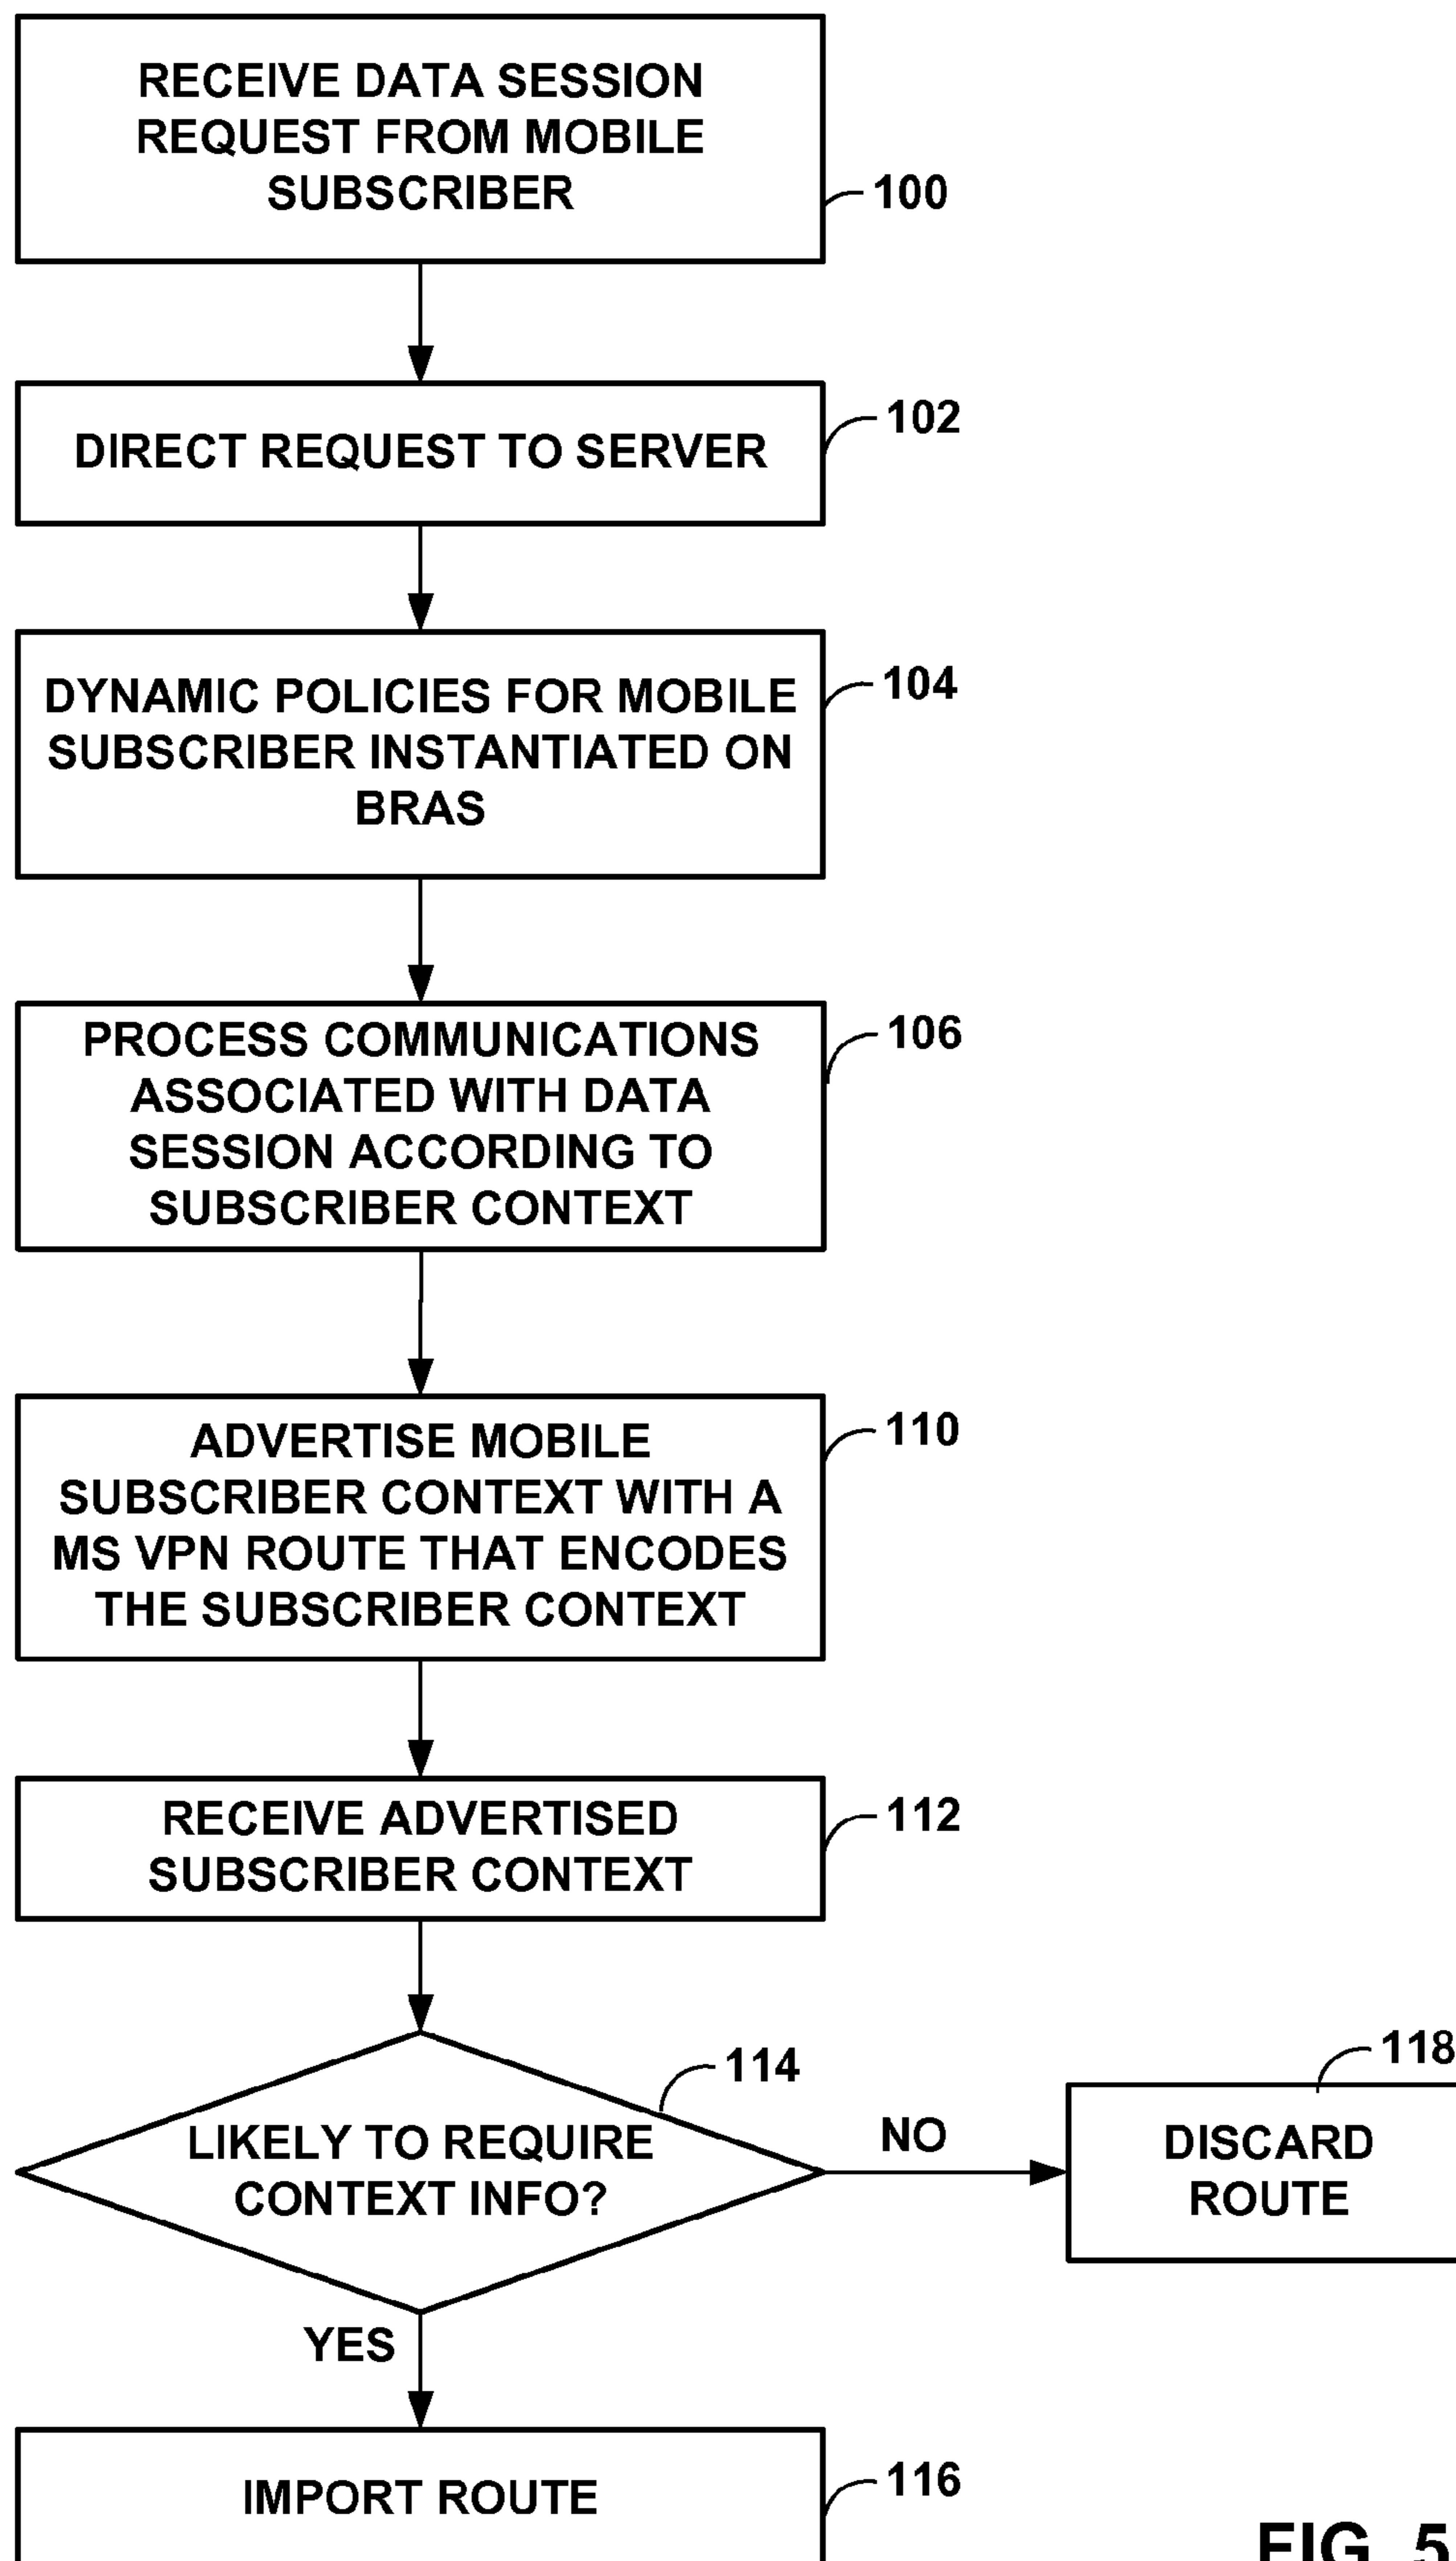 RECEIVE DATA SESSION
REQUEST FROM MOBILE
SUBSCRIBER
100
DIRECT REQUEST TO SERVER
102
DYNAMIC POLICIES FOR MOBILE
SUBSCRIBER INSTANTIATED ON
BRAS
104
PROCESS COMMUNICATIONS
ASSOCIATED WITH DATA
SESSION ACCORDING TO
SUBSCRIBER CONTEXT
106
ADVERTISE MOBILE
SUBSCRIBER CONTEXT WITH A
MS VPN ROUTE THAT ENCODES
THE SUBSCRIBER CONTEXT
110
RECEIVE ADVERTISED
SUBSCRIBER CONTEXT
112
LIKELY TO REQUIRE
CONTEXT INFO?
114
NO
DISCARD
ROUTE
118
YES
IMPORT ROUTE
116
FIG. 5